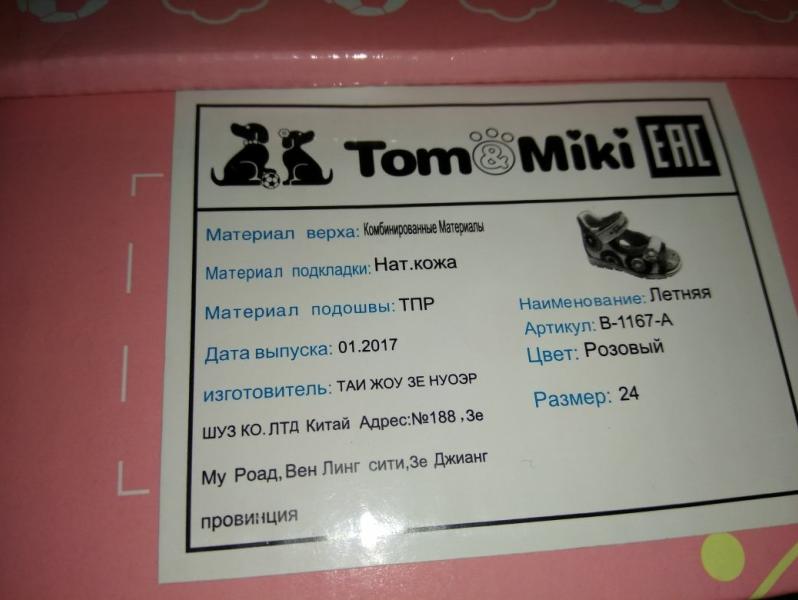 Tom & Miki EAC
Материал верха: Комбинированные Материалы
Материал подкладки: Нат.кожа
Материал подошвы: ТПР
Дата выпуска: 01.2017
изготовитель: ТАИ ЖОУ ЗЕ НУОЭР
ШУЗ КО.ЛТД Китай Адрес:№188 ,Зе
Му Роад,Вен Линг сити,Зе Джианг
провинция
Наименование: Летняя
Артикул: В-1167-А
Цвет: Розовый
Размер: 24